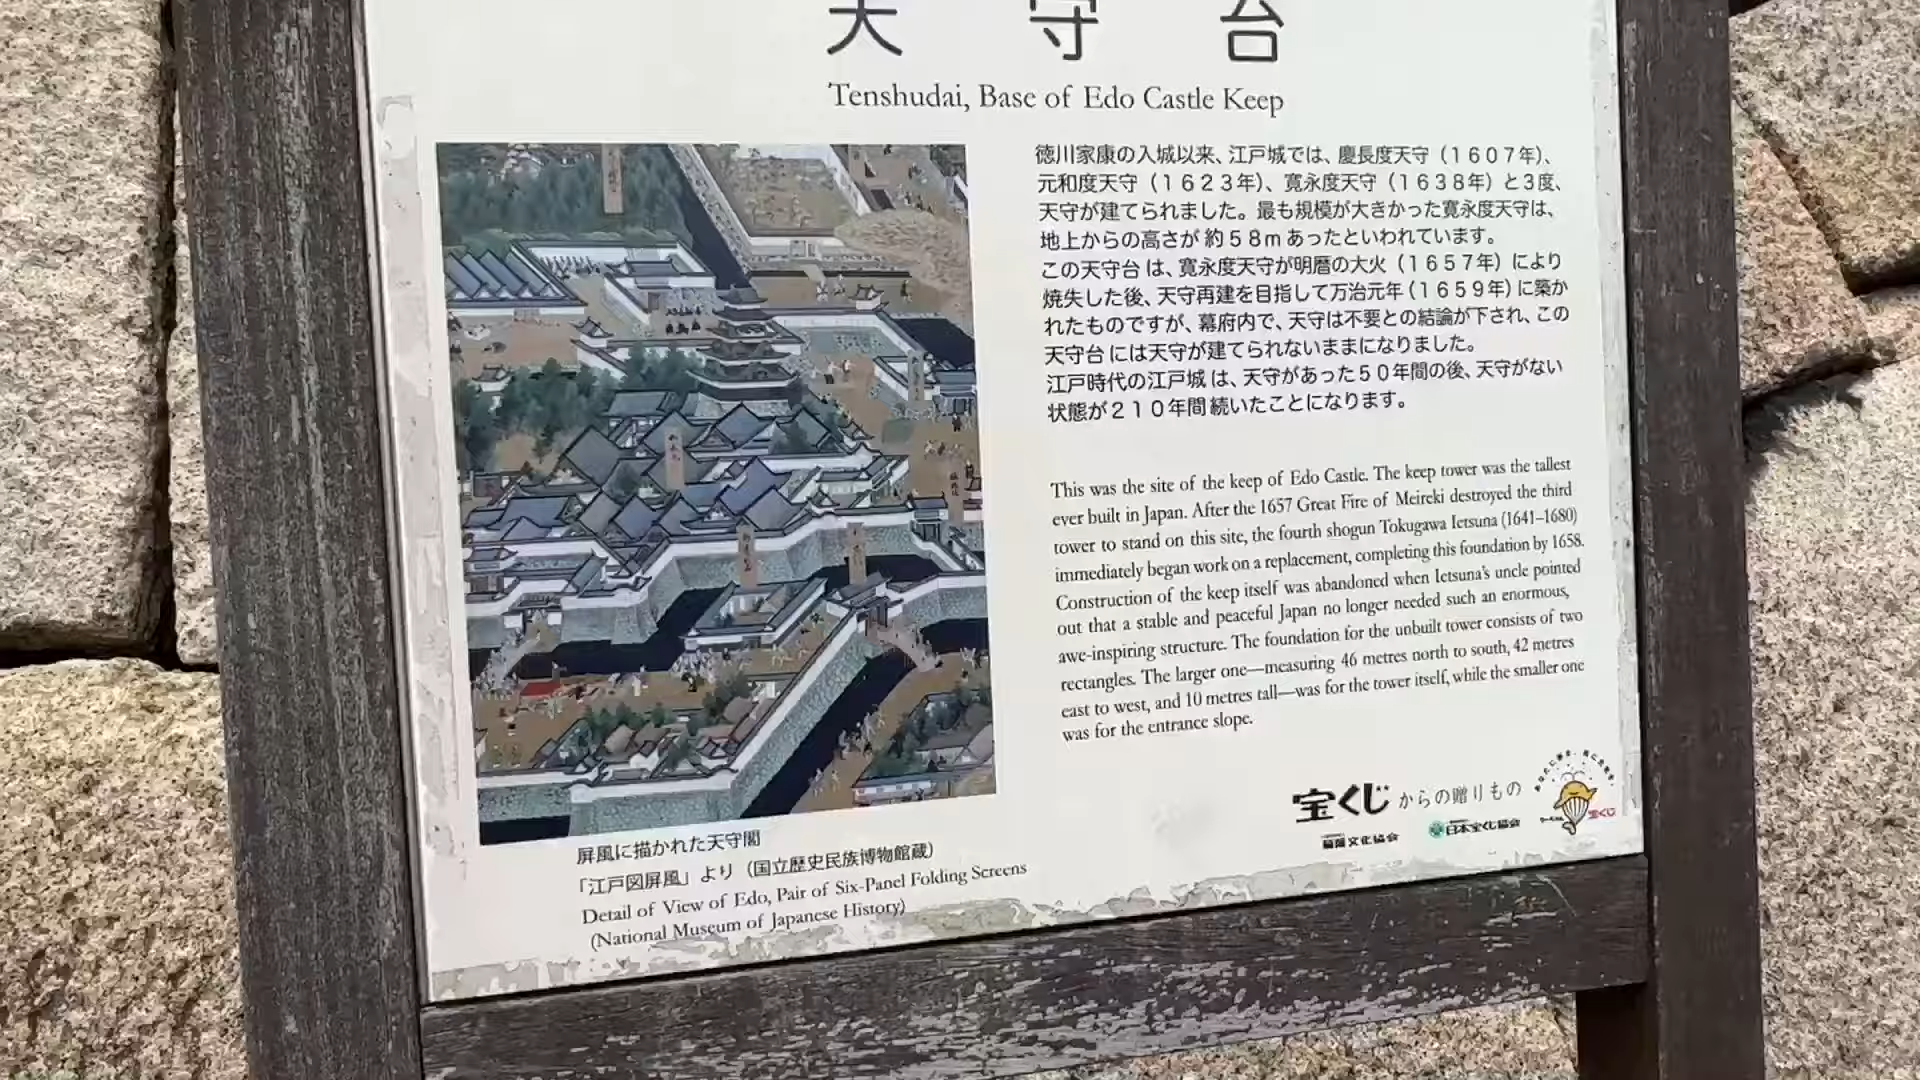 天守台
Tenshudai, Base of Edo Castle Keep
徳川家康の入城以来、江戸城では、慶長度天守（１６０７年）、
元和度天守（１６２３年）、寛永度天守（１６３８年）と３度、
天守が建てられました。最も規模が大きかった寛永度天守は、
地上からの高さが約５８ｍあったといわれています。
この天守台は、寛永度天守が明暦の大火（１６５７年）により
焼失した後、天守再建を目指して万治元年（１６５９年）に築か
れたものですが、幕府内で、天守は不要との結論が下され、この
天守台には天守が建てられないままになりました。
江戸時代の江戸城は、天守があった５０年間の後、天守がない
状態が２１０年間続いたことになります。
This was the site of the keep of Edo Castle. The keep tower was the tallest
ever built in Japan. After the 1657 Great Fire of Meireki destroyed the third
tower to stand on this site, the fourth shogun Tokugawa Ietsuna (1641–1680)
immediately began work on a replacement, completing this foundation by 1658.
Construction of the keep itself was abandoned when Ietsuna's uncle pointed
out that a stable and peaceful Japan no longer needed such an enormous,
awe-inspiring structure. The foundation for the unbuilt tower consists of two
rectangles. The larger one—measuring 46 metres north to south, 42 metres
east to west, and 10 metres tall—was for the tower itself, while the smaller one
was for the entrance slope.
屏風に描かれた天守閣
「江戸図屏風」より（国立歴史民族博物館蔵）
Detail of View of Edo, Pair of Six-Panel Folding Screens
(National Museum of Japanese History)
宝くじからの贈りもの
日本宝くじ協会
宝くじ